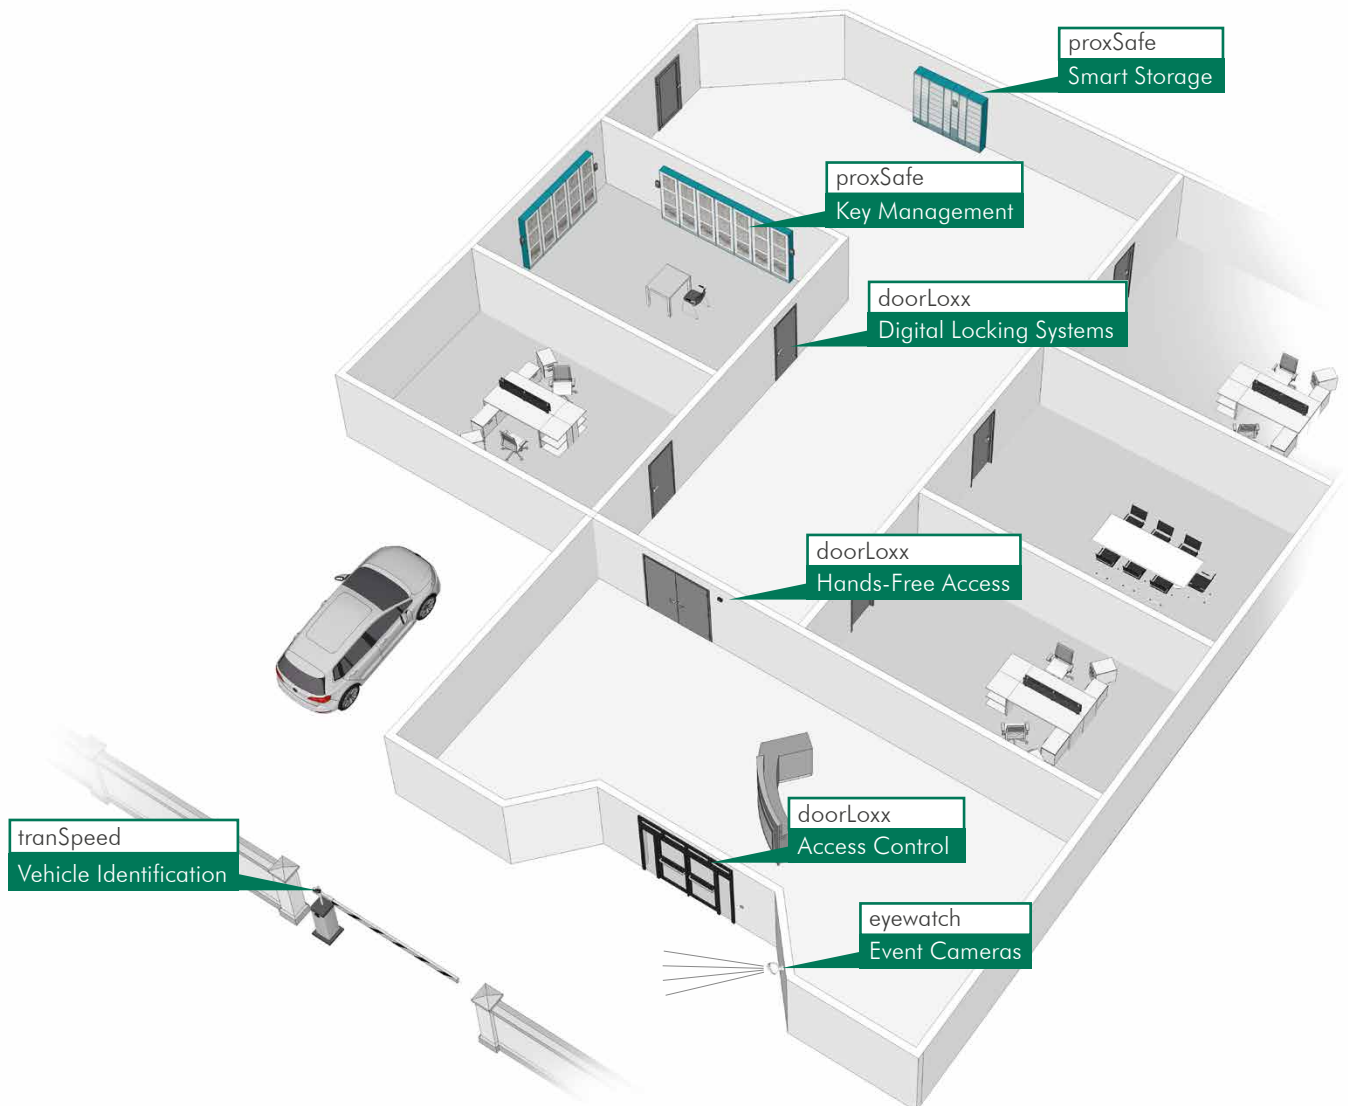 proxSafe
Smart Storage
proxSafe
Key Management
doorLoxx
Digital Locking Systems
doorLoxx
Hands-Free Access
doorLoxx
Access Control
tranSpeed
Vehicle Identification
eyewatch
Event Cameras